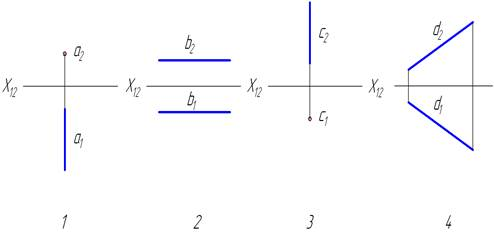 a₂
X₁₂
a₁
1
b₂
X₁₂
b₁
2
c₂
X₁₂
c₁
3
d₂
X₁₂
d₁
4